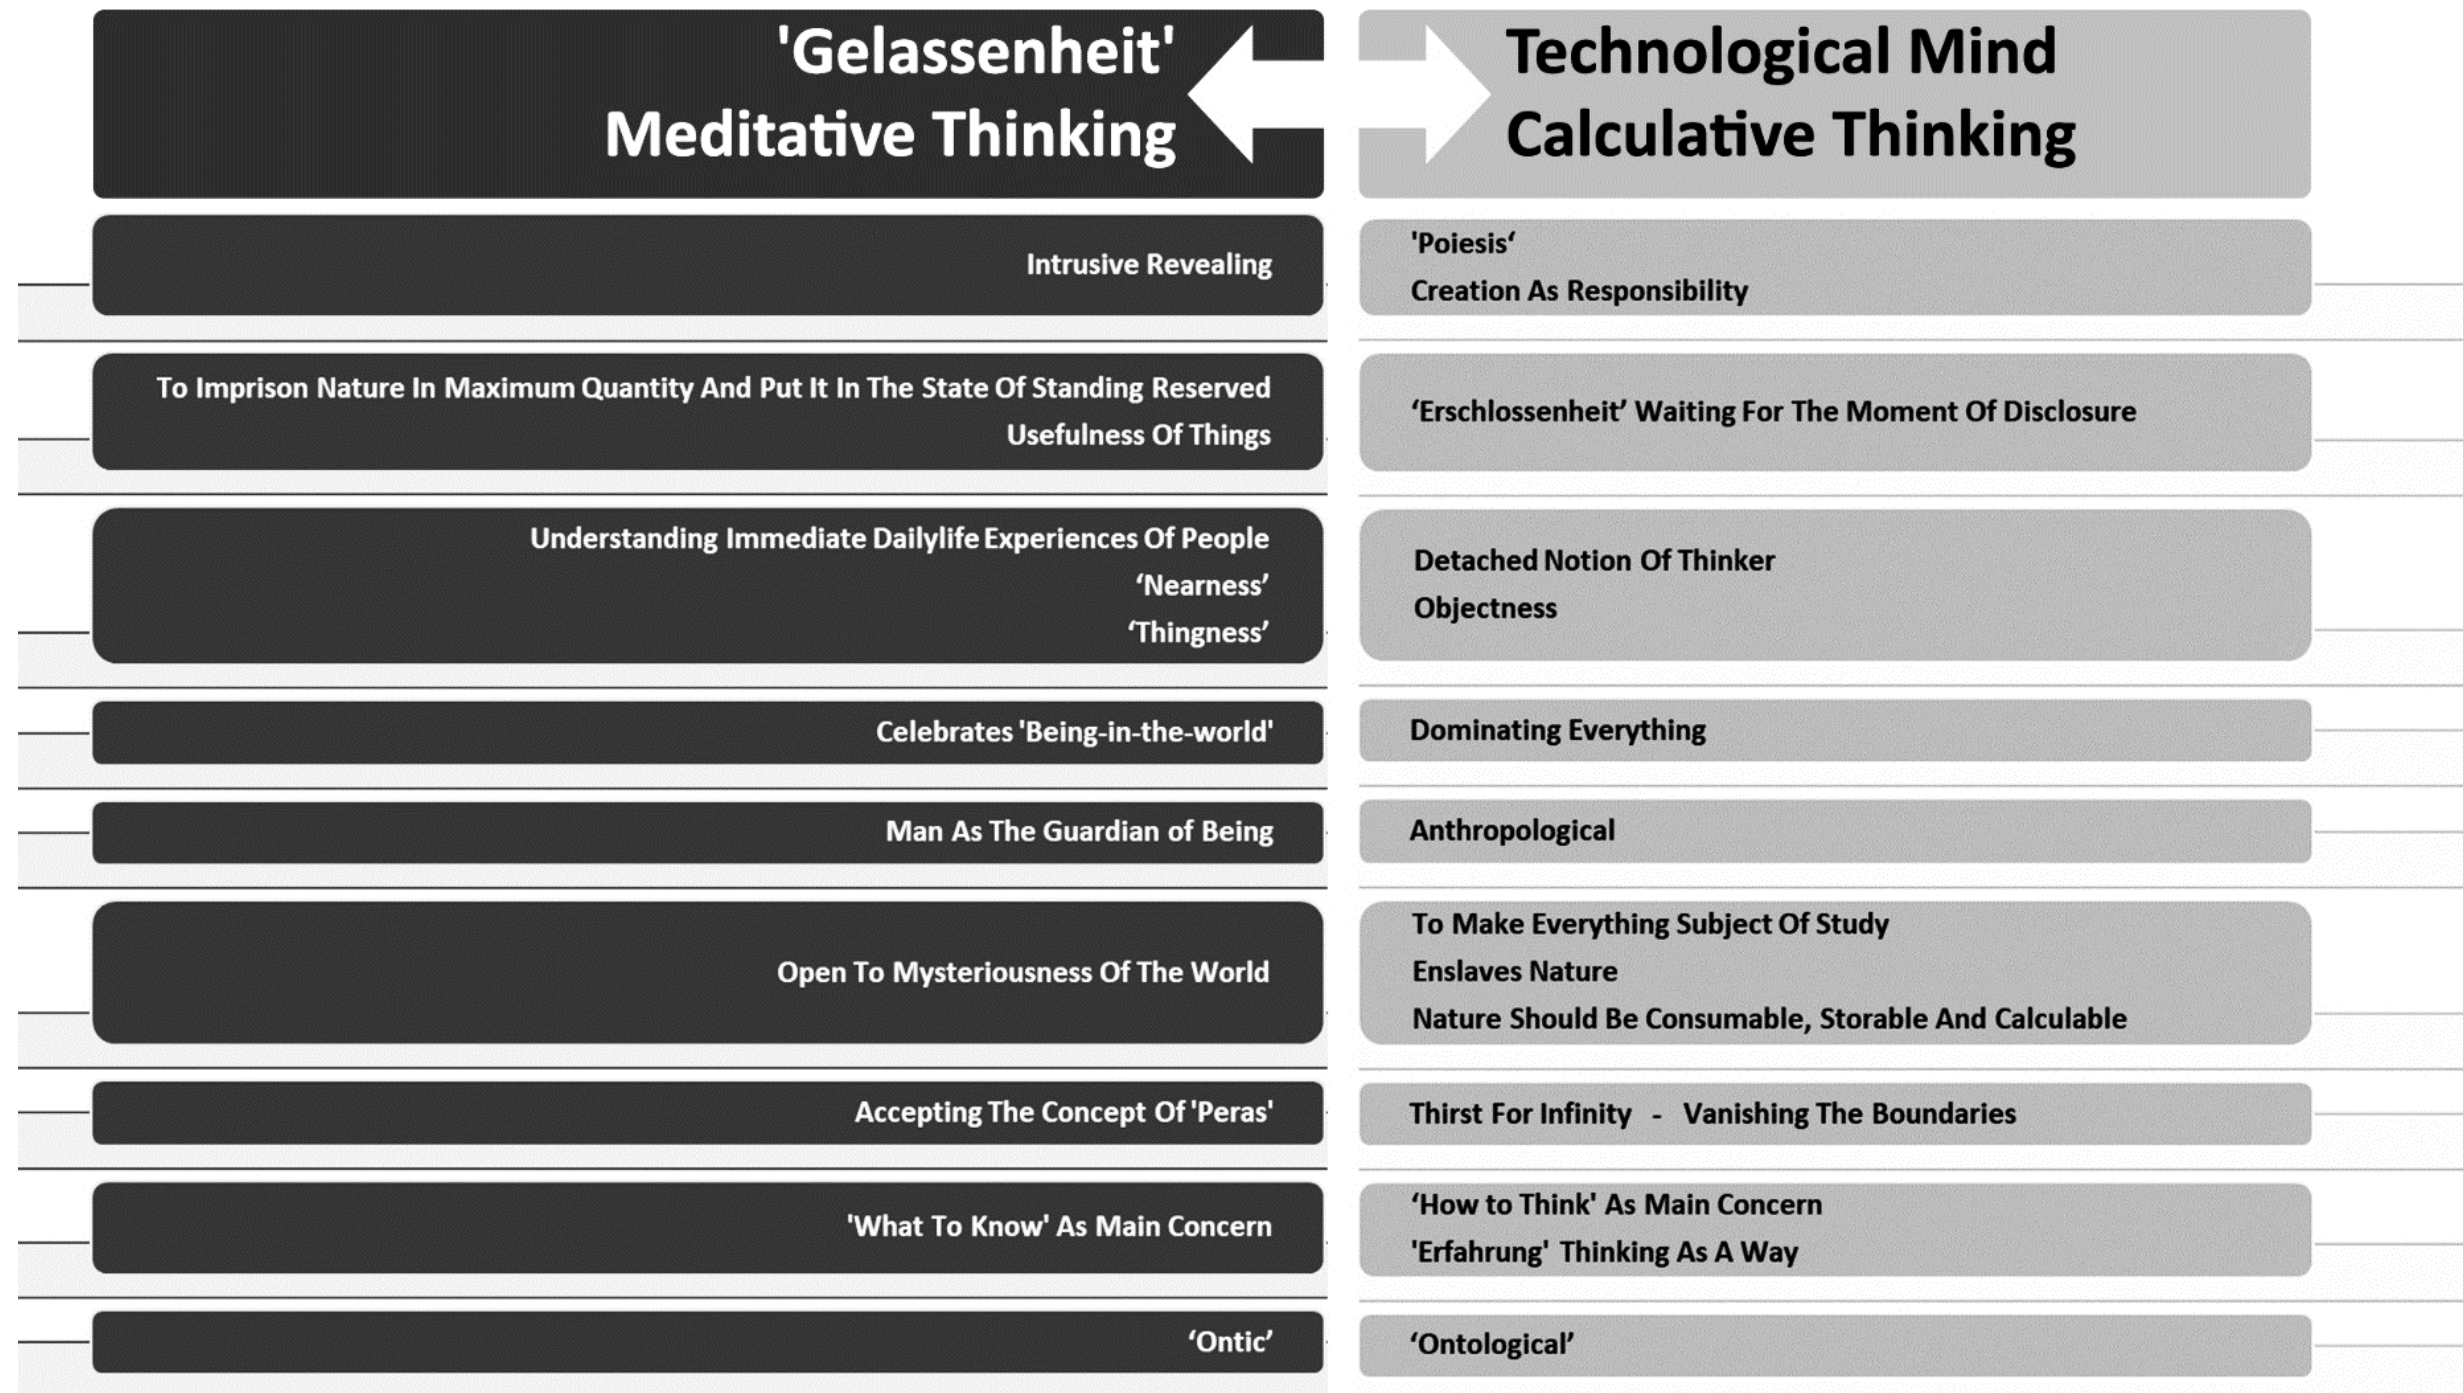 'Gelassenheit'
Meditative Thinking
Technological Mind
Calculative Thinking
Intrusive Revealing
'Poiesis‘
Creation As Responsibility
To Imprison Nature In Maximum Quantity And Put It In The State Of Standing Reserved
Usefulness Of Things
‘Erschlossenheit’ Waiting For The Moment Of Disclosure
Understanding Immediate Dailylife Experiences Of People
‘Nearness’
‘Thingness’
Detached Notion Of Thinker
Objectness
Celebrates 'Being-in-the-world'
Dominating Everything
Man As The Guardian of Being
Anthropological
Open To Mysteriousness Of The World
To Make Everything Subject Of Study
Enslaves Nature
Nature Should Be Consumable, Storable And Calculable
Accepting The Concept Of 'Peras'
Thirst For Infinity - Vanishing The Boundaries
'What To Know' As Main Concern
‘How to Think' As Main Concern
'Erfahrung' Thinking As A Way
‘Ontic’
‘Ontological’